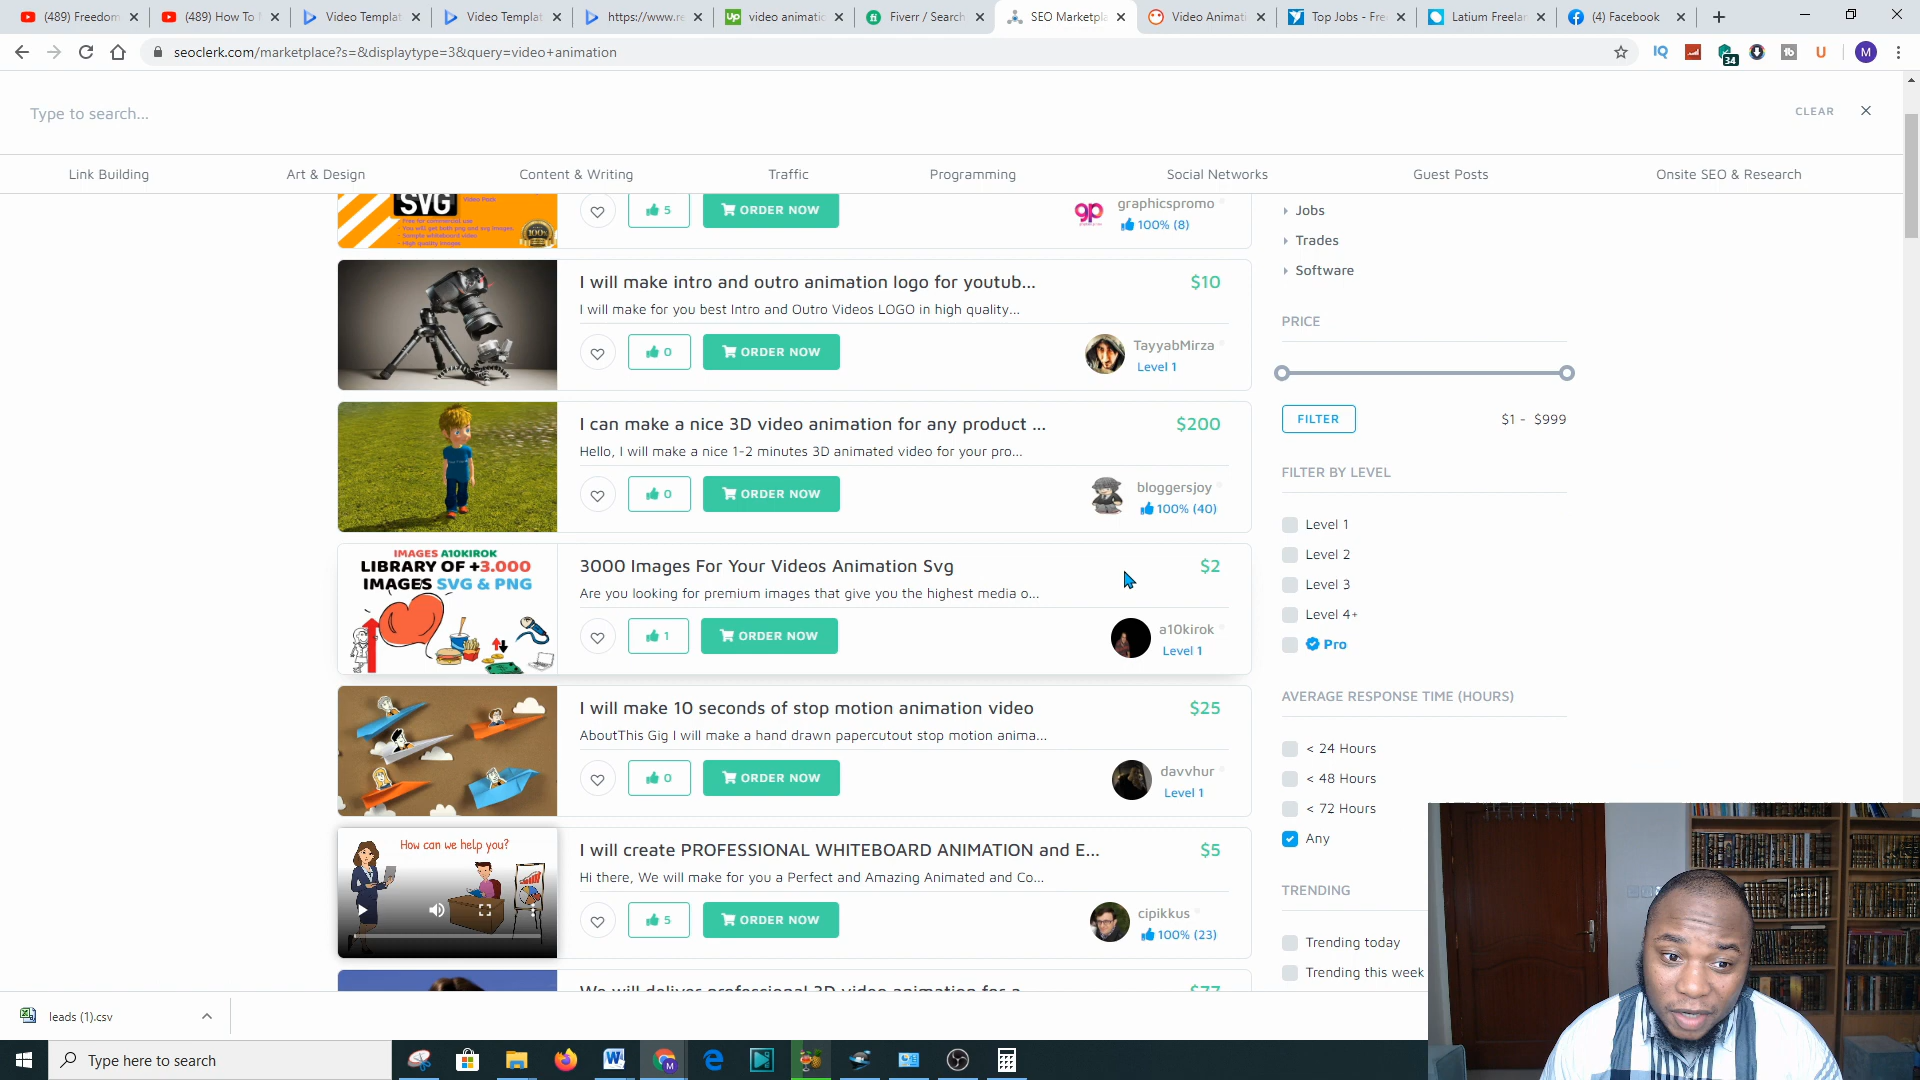 (489) Freedom
(489) How To
Video Templat
Video Templat
https://www.re
video animatic
Fiverr / Search
SEO Marketpla
Video Animati
Top Jobs - Fre
Latium Freelan
(4) Facebook
seoclerk.com/marketplace?s=&displaytype=3&query=video+animation
Type to search...
CLEAR
Link Building
Art & Design
Content & Writing
Traffic
Programming
Social Networks
Guest Posts
Onsite SEO & Research
SVG
5
ORDER NOW
graphicspromo
100% (8)
Jobs
Trades
Software
I will make intro and outro animation logo for youtub...
$10
I will make for you best Intro and Outro Videos LOGO in high quality...
0
ORDER NOW
TayyabMirza
Level 1
PRICE
FILTER
$1 - $999
I can make a nice 3D video animation for any product ...
$200
Hello, I will make a nice 1-2 minutes 3D animated video for your pro...
0
ORDER NOW
bloggersjoy
100% (40)
FILTER BY LEVEL
Level 1
Level 2
Level 3
Level 4+
Pro
IMAGES A10KIROK
LIBRARY OF +3.000
IMAGES SVG & PNG
3000 Images For Your Videos Animation Svg
$2
Are you looking for premium images that give you the highest media o...
1
ORDER NOW
a10kirok
Level 1
I will make 10 seconds of stop motion animation video
$25
AboutThis Gig I will make a hand drawn papercutout stop motion anima...
0
ORDER NOW
davvhur
Level 1
AVERAGE RESPONSE TIME (HOURS)
< 24 Hours
< 48 Hours
< 72 Hours
Any
How can we help you?
I will create PROFESSIONAL WHITEBOARD ANIMATION and E...
$5
Hi there, We will make for you a Perfect and Amazing Animated and Co...
5
ORDER NOW
cipikkus
100% (23)
TRENDING
Trending today
Trending this week
We will deliver professional 3D video animation for a
$77
leads (1).csv
Type here to search